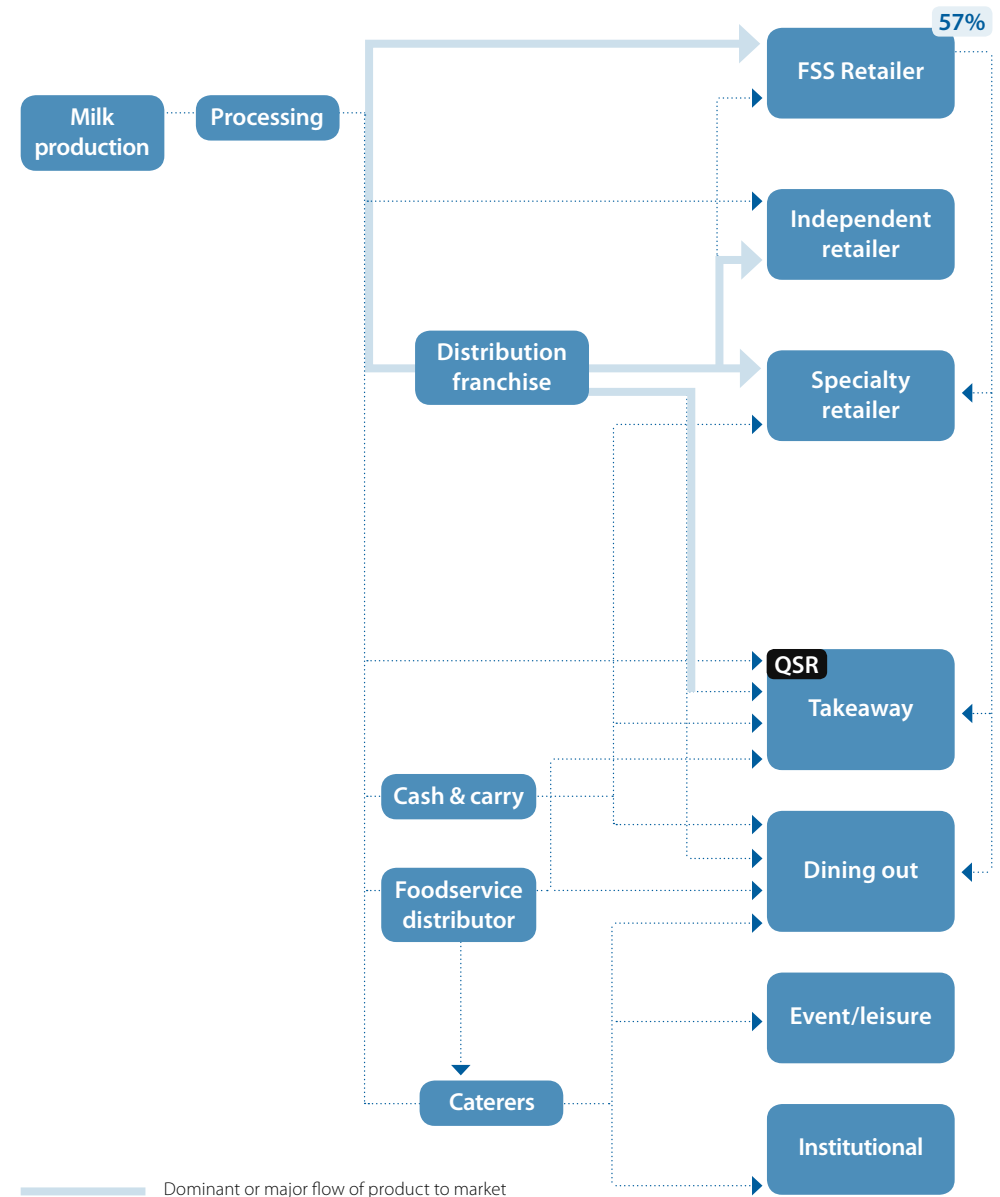 57%
FSS Retailer
Milk
production
Processing
Independent
retailer
Distribution
franchise
Specialty
retailer
QSR
Takeaway
Cash & carry
Dining out
Foodservice
distributor
Event/leisure
Caterers
Institutional
Dominant or major flow of product to market